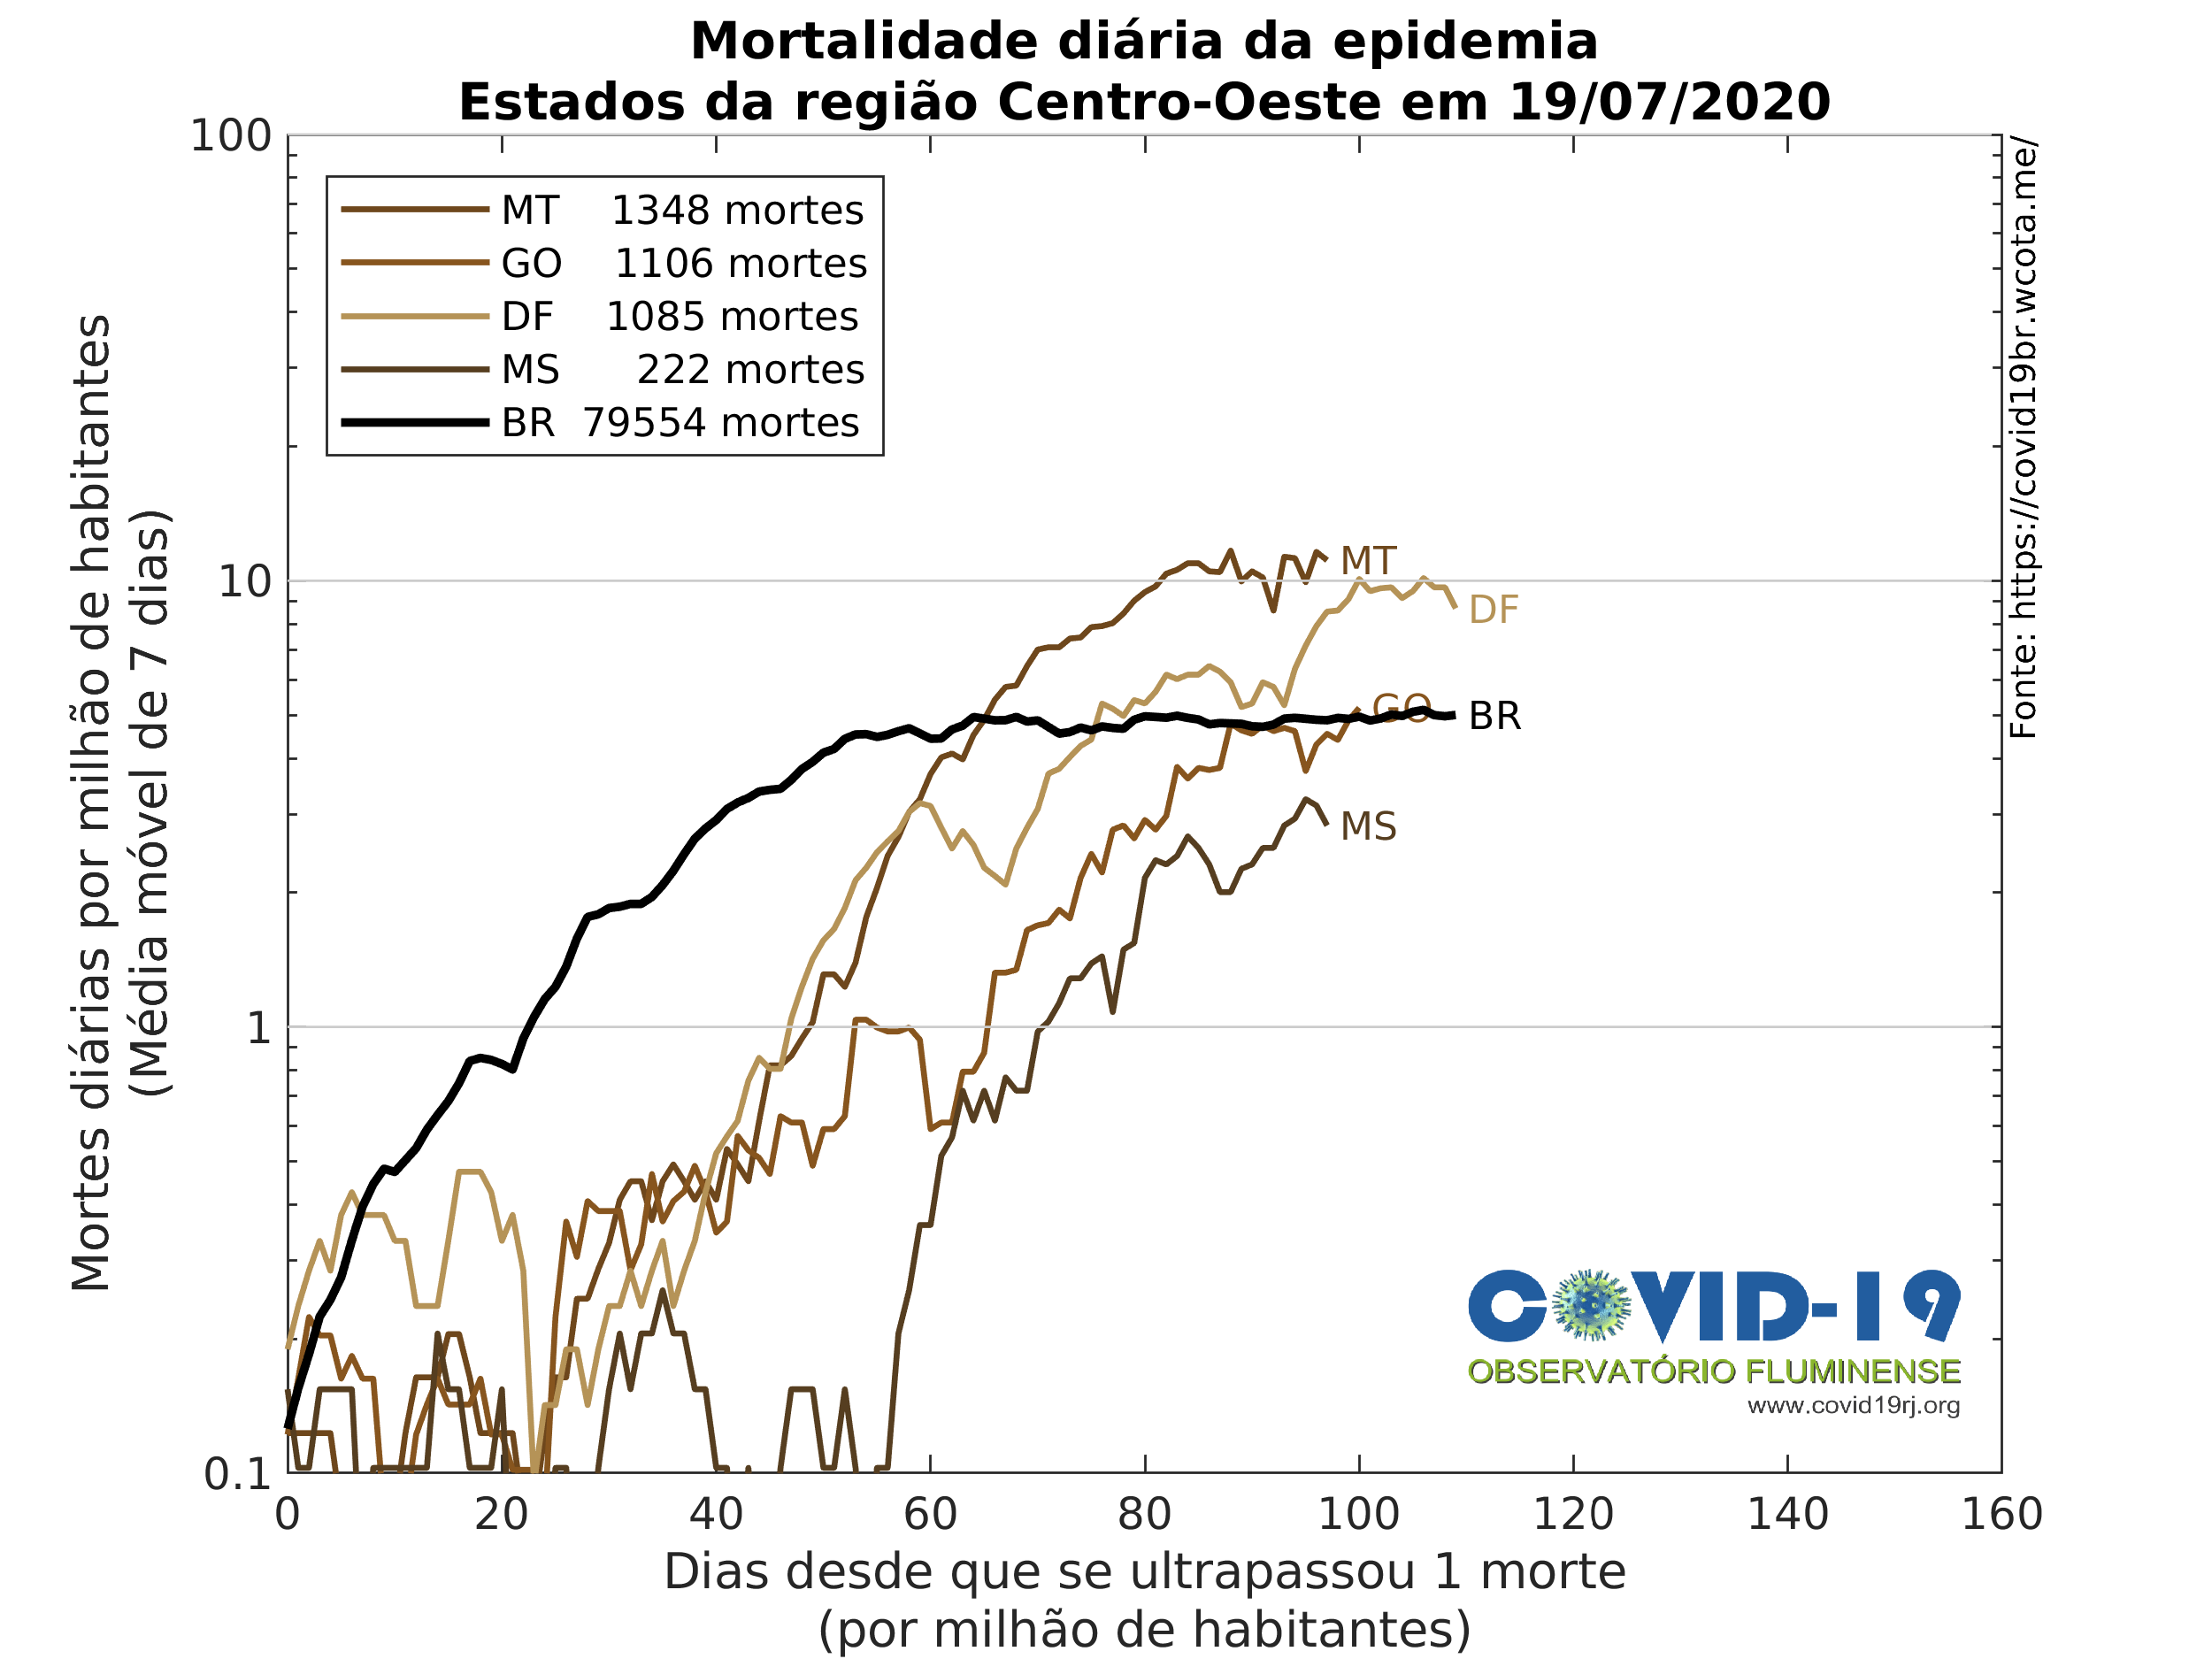 Mortalidade diária da epidemia
Estados da região Centro-Oeste em 19/07/2020
Mortes diárias por milhão de habitantes
(Média móvel de 7 dias)
100
10
1
0.1
MT 1348 mortes
GO 1106 mortes
DF 1085 mortes
MS 222 mortes
BR 79554 mortes
MT
DF
GO
BR
MS
Fonte: https://covid19br.wcota.me/
COVID-19
OBSERVATÓRIO FLUMINENSE
www.covid19rj.org
0 20 40 60 80 100 120 140 160
Dias desde que se ultrapassou 1 morte
(por milhão de habitantes)